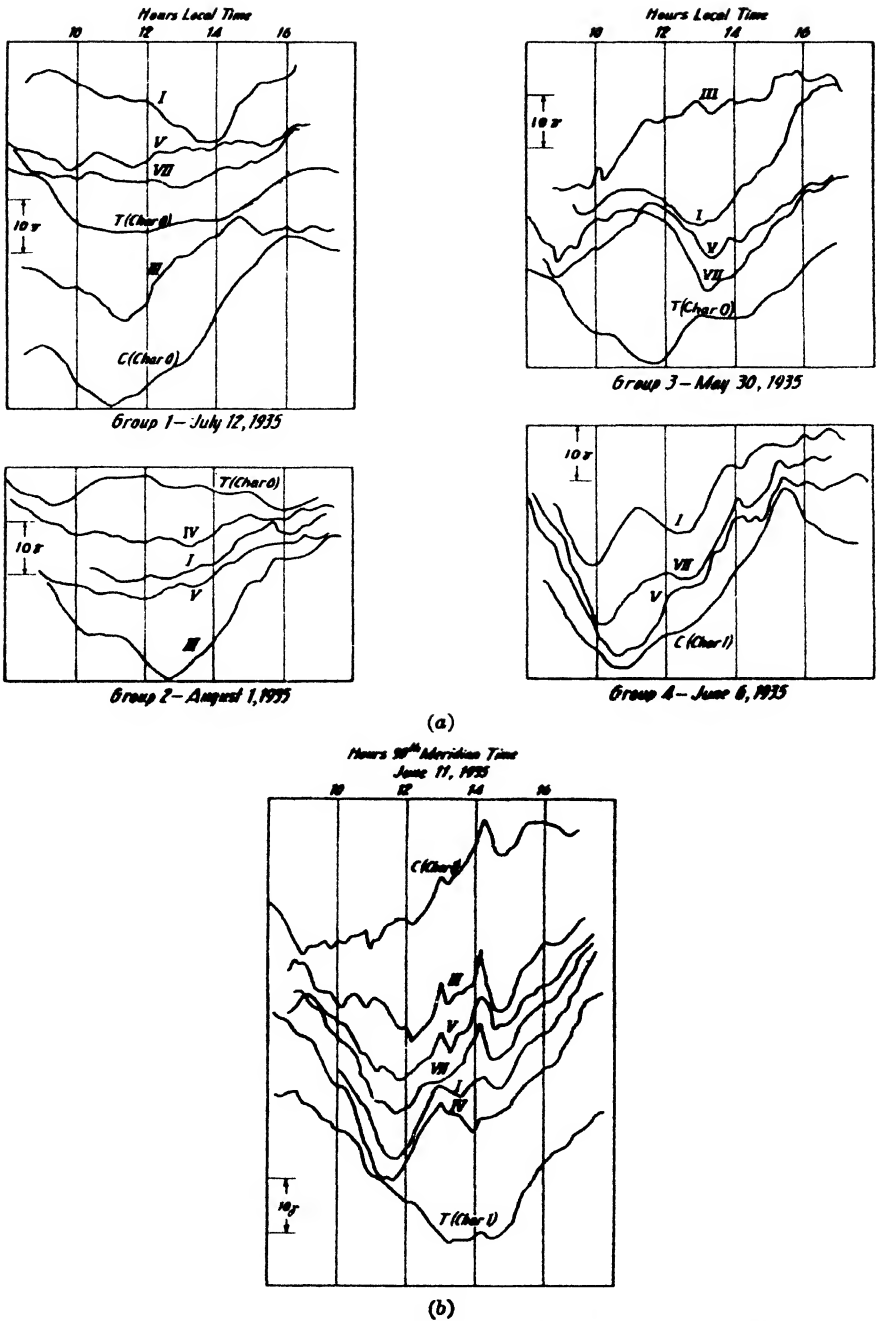 Hours Local Time
10 12 14 16
I
V
VII
T (Char 0)
10 γ
III
C (Char 0)
Group 1 – July 12, 1935
Hours Local Time
10 12 14 16
III
10 γ
I
V
VII
T (Char 0)
Group 3 – May 30, 1935
T (Char 0)
IV
10 γ
I
V
III
Group 2 – August 1, 1935
10 γ
I
VII
V
C (Char 1)
Group 4 – June 6, 1935
(a)
Hours 90th Meridian Time
June 11, 1935
10 12 14 16
III
V
VII
I
IV
10γ
T (Char 1)
(b)